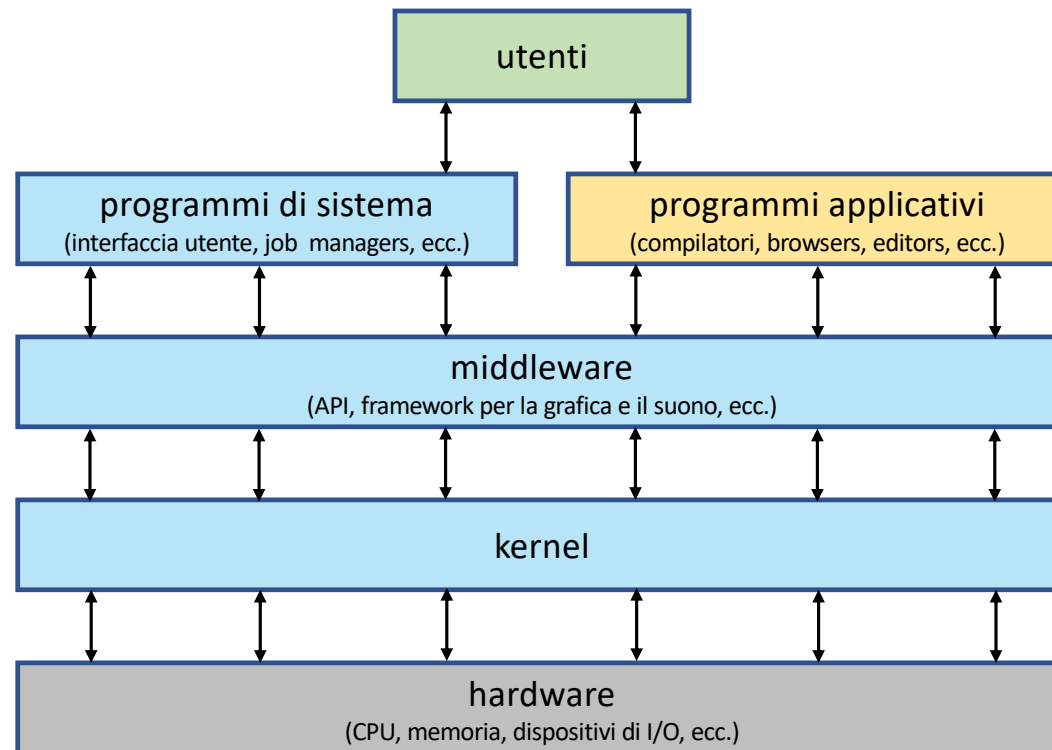 utenti
programmi di sistema
(interfaccia utente, job managers, ecc.)
programmi applicativi
(compilatori, browsers, editors, ecc.)
middleware
(API, framework per la grafica e il suono, ecc.)
kernel
hardware
(CPU, memoria, dispositivi di I/O, ecc.)